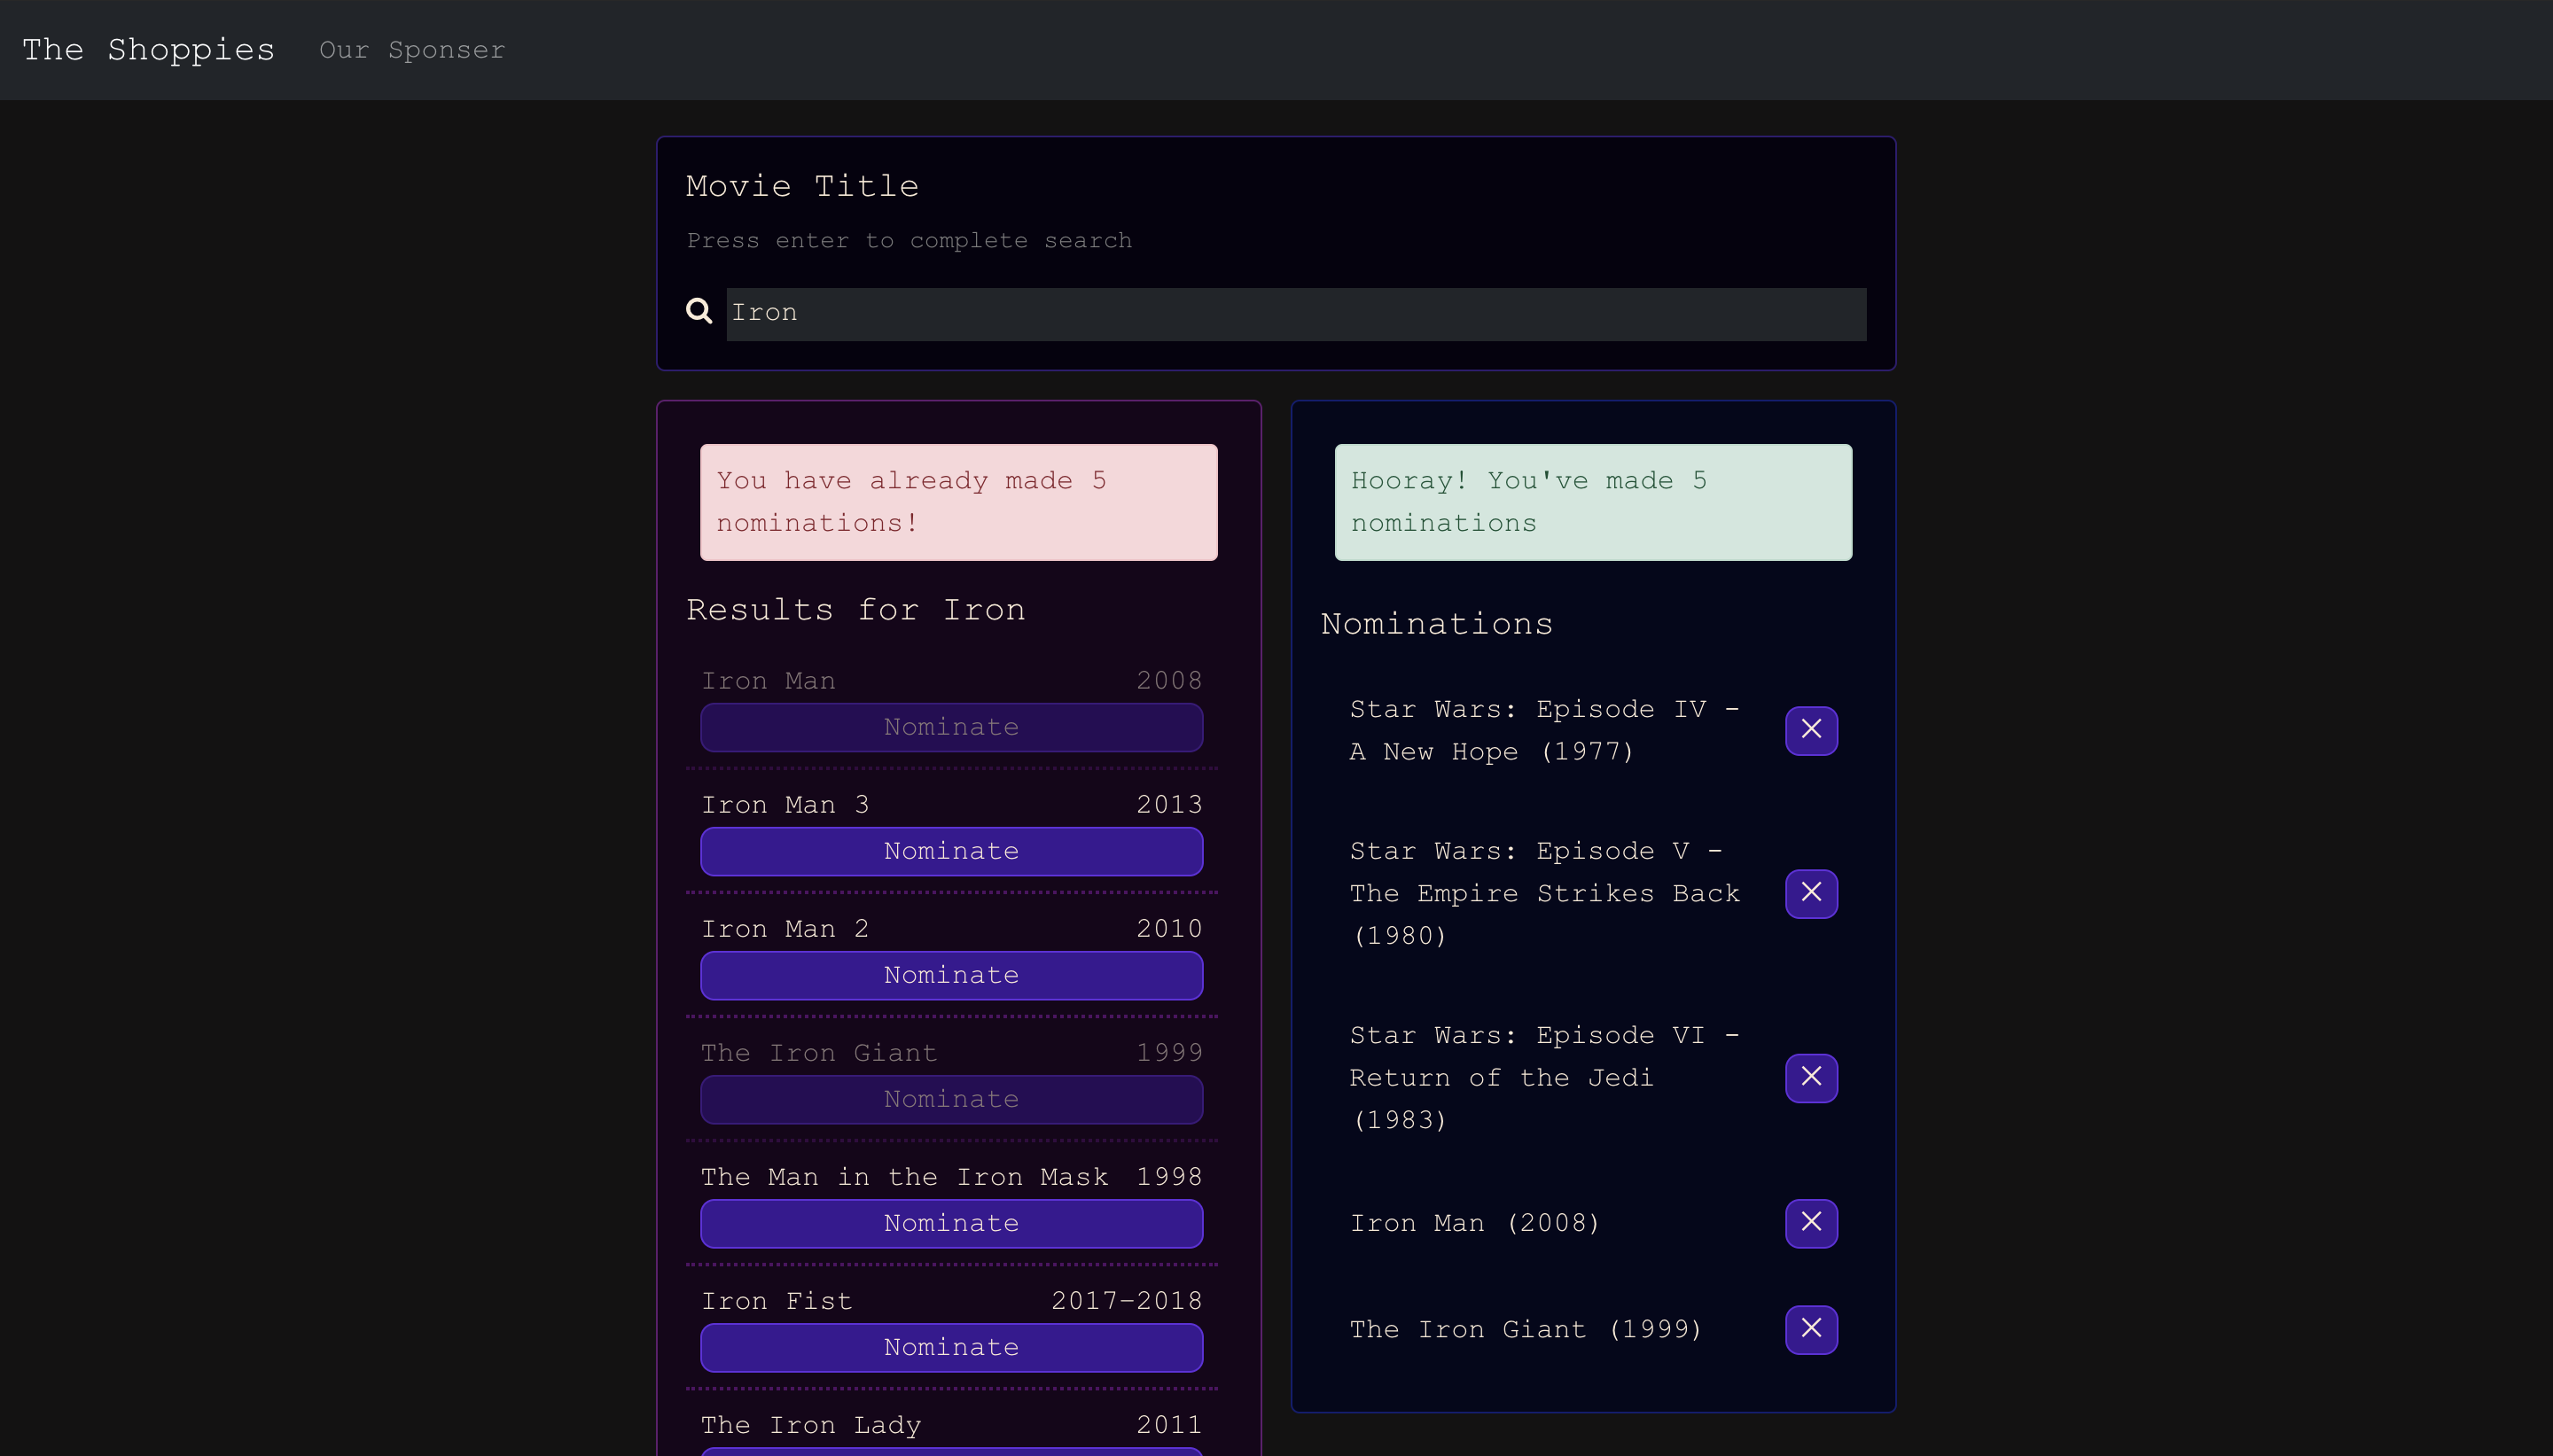 The Shoppies Our Sponser
Movie Title
Press enter to complete search
Iron
You have already made 5
nominations!
Results for Iron
Iron Man 2008
Nominate
Iron Man 3 2013
Nominate
Iron Man 2 2010
Nominate
The Iron Giant 1999
Nominate
The Man in the Iron Mask 1998
Nominate
Iron Fist 2017–2018
Nominate
The Iron Lady 2011
Hooray! You've made 5
nominations
Nominations
Star Wars: Episode IV -
A New Hope (1977)
Star Wars: Episode V -
The Empire Strikes Back
(1980)
Star Wars: Episode VI -
Return of the Jedi
(1983)
Iron Man (2008)
The Iron Giant (1999)